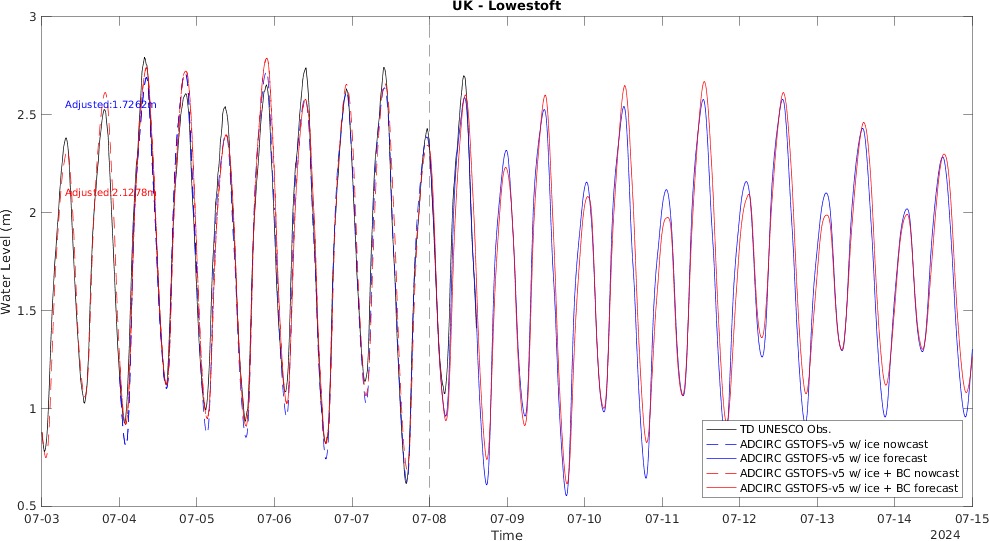 UK - Lowestoft
3
2.5
2
1.5
1
0.5
Water Level (m)
Adjusted:1.7262m
Adjusted 2.1278m
TD UNESCO Obs.
ADCIRC GSTOFS-v5 w/ ice nowcast
ADCIRC GSTOFS-v5 w/ ice forecast
ADCIRC GSTOFS-v5 w/ ice + BC nowcast
ADCIRC GSTOFS-v5 w/ ice + BC forecast
07-03 07-04 07-05 07-06 07-07 07-08 07-09 07-10 07-11 07-12 07-13 07-14 07-15
Time
2024